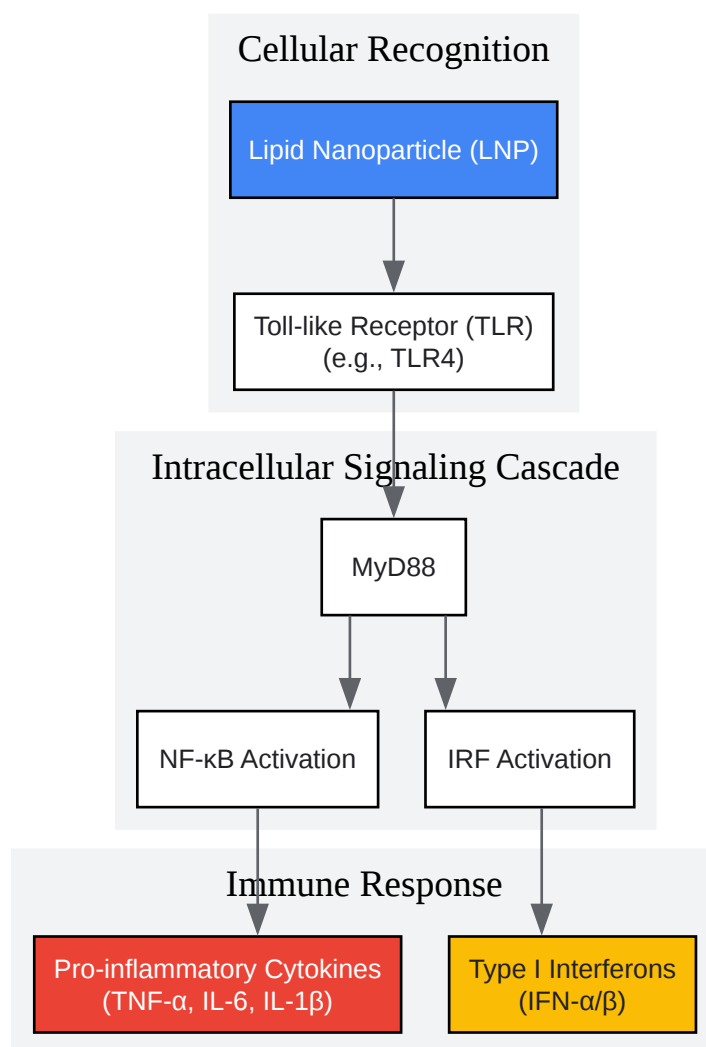 Cellular Recognition
Lipid Nanoparticle (LNP)
Toll-like Receptor (TLR)
(e.g., TLR4)
Intracellular Signaling Cascade
MyD88
NF-κB Activation
IRF Activation
Immune Response
Pro-inflammatory Cytokines
(TNF-α, IL-6, IL-1β)
Type I Interferons
(IFN-α/β)